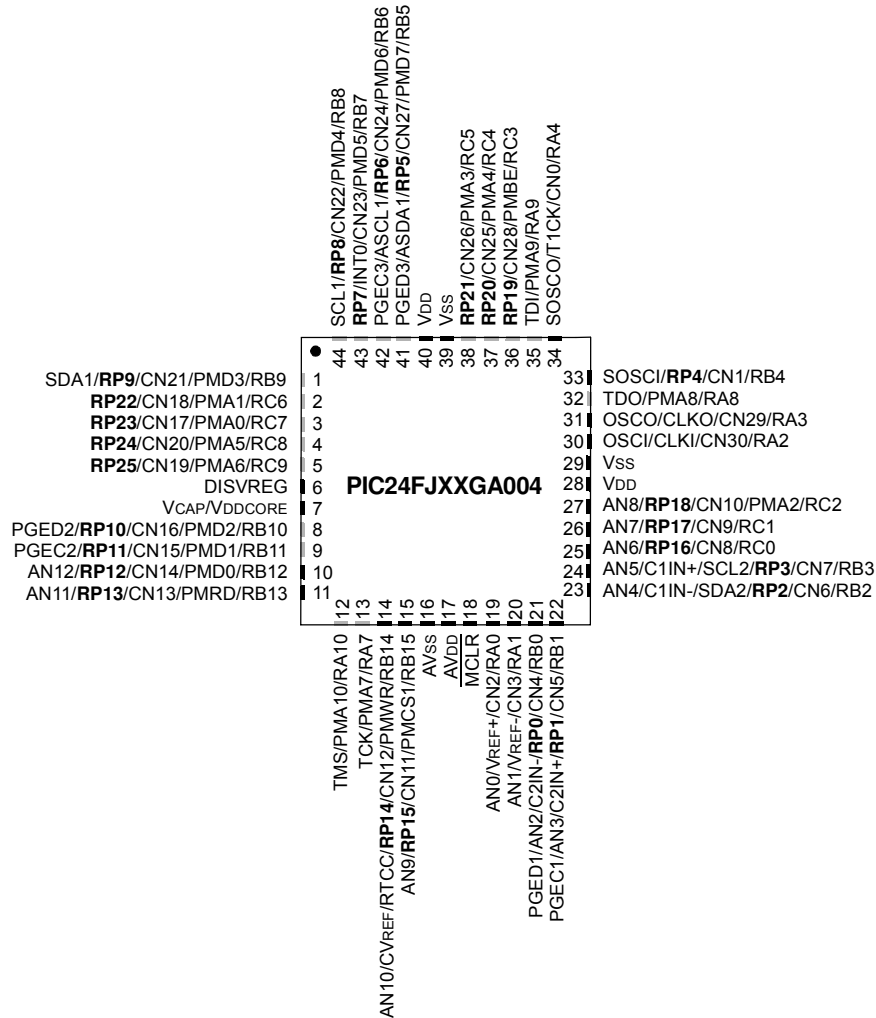 SCL1/RP8/CN22/PMD4/RB8
RP7/INT0/CN23/PMD5/RB7
PGEC3/ASCL1/RP6/CN24/PMD6/RB6
PGED3/ASDA1/RP5/CN27/PMD7/RB5
VDD
VSS
RP21/CN26/PMA3/RC5
RP20/CN25/PMA4/RC4
RP19/CN28/PMBE/RC3
TDI/PMA9/RA9
SOSCO/T1CK/CN0/RA4
44
43
42
41
40
39
38
37
36
35
34
SDA1/RP9/CN21/PMD3/RB9 1
RP22/CN18/PMA1/RC6 2
RP23/CN17/PMA0/RC7 3
RP24/CN20/PMA5/RC8 4
RP25/CN19/PMA6/RC9 5
DISVREG 6
VCAP/VDDCORE 7
PGED2/RP10/CN16/PMD2/RB10 8
PGEC2/RP11/CN15/PMD1/RB11 9
AN12/RP12/CN14/PMD0/RB12 10
AN11/RP13/CN13/PMRD/RB13 11
PIC24FJXXGA004
33 SOSCI/RP4/CN1/RB4
32 TDO/PMA8/RA8
31 OSCO/CLKO/CN29/RA3
30 OSCI/CLKI/CN30/RA2
29 VSS
28 VDD
27 AN8/RP18/CN10/PMA2/RC2
26 AN7/RP17/CN9/RC1
25 AN6/RP16/CN8/RC0
24 AN5/C1IN+/SCL2/RP3/CN7/RB3
23 AN4/C1IN-/SDA2/RP2/CN6/RB2
12
13
14
15
16
17
18
19
20
21
22
TMS/PMA10/RA10
TCK/PMA7/RA7
AN10/CVREF/RTCC/RP14/CN12/PMWR/RB14
AN9/RP15/CN11/PMCS1/RB15
AVSS
AVDD
MCLR
AN0/VREF+/CN2/RA0
AN1/VREF-/CN3/RA1
PGED1/AN2/C2IN-/RP0/CN4/RB0
PGEC1/AN3/C2IN+/RP1/CN5/RB1